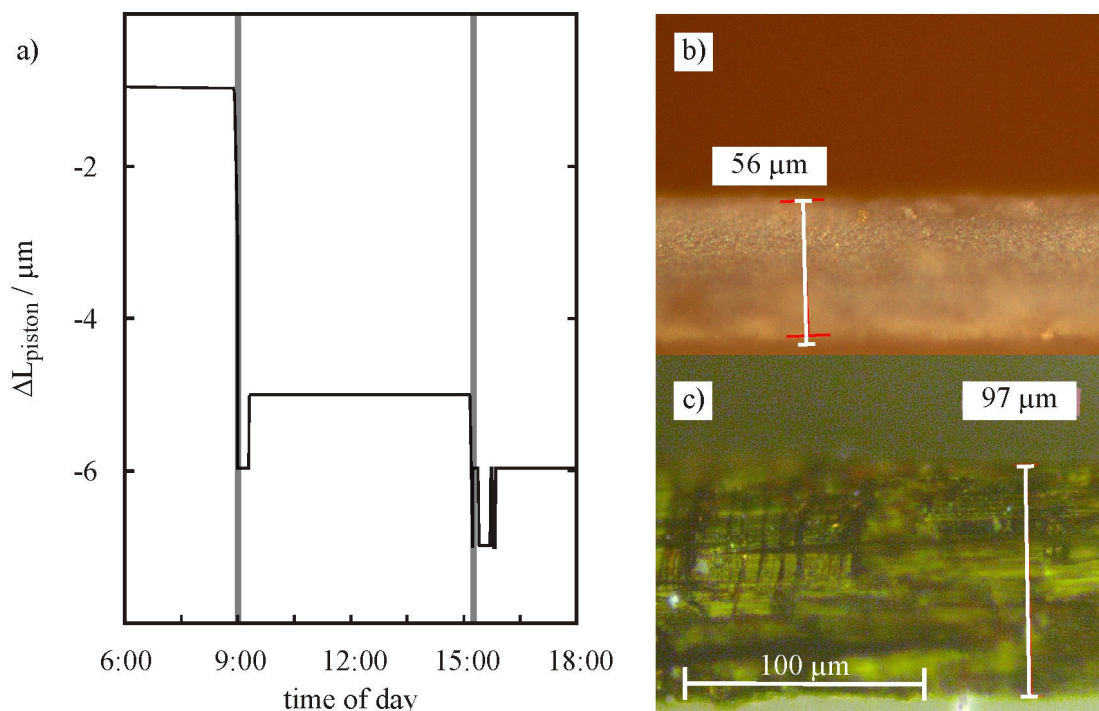 a)
ΔL_piston / μm
-2
-4
-6
6:00 9:00 12:00 15:00 18:00
time of day
b)
56 μm
c)
97 μm
100 μm